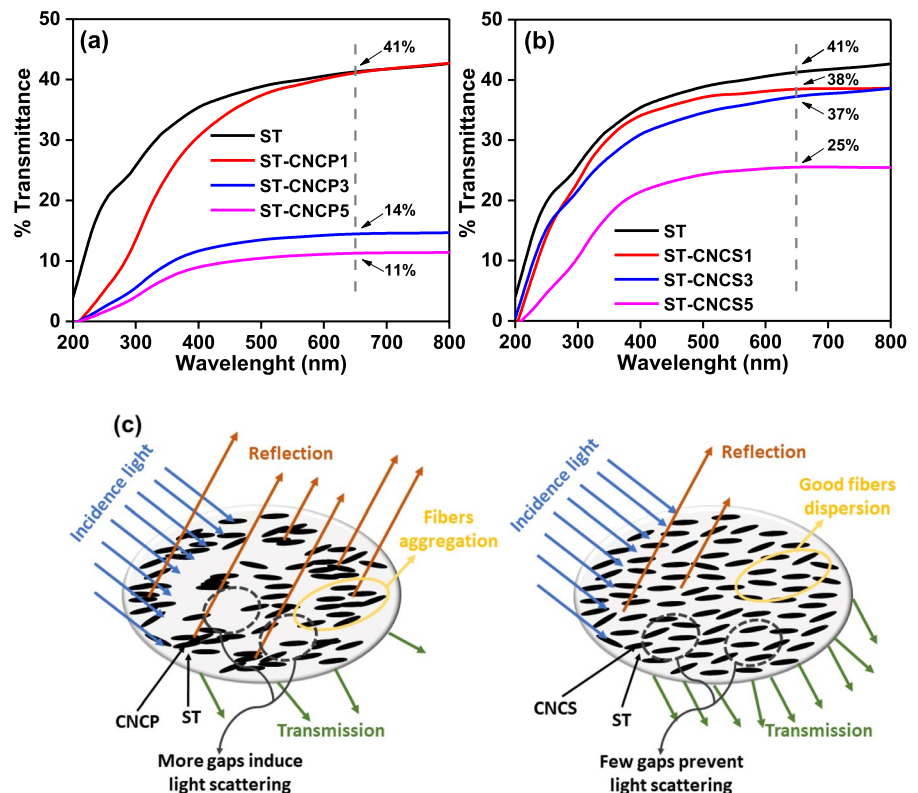 (a)
50
40
30
20
10
0
% Transmittance
41%
ST
ST-CNCP1
ST-CNCP3
ST-CNCP5
14%
11%
200 300 400 500 600 700 800
Wavelenght (nm)
(b)
50
40
30
20
10
0
% Transmittance
41%
38%
37%
25%
ST
ST-CNCS1
ST-CNCS3
ST-CNCS5
200 300 400 500 600 700 800
Wavelenght (nm)
(c)
Incidence light
Reflection
Fibers
aggregation
CNCP
ST
Transmission
More gaps induce
light scattering
Incidence light
Reflection
Good fibers
dispersion
CNCS
ST
Transmission
Few gaps prevent
light scattering